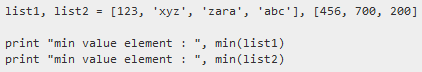 list1, list2 = [123, 'xyz', 'zara', 'abc'], [456, 700, 200]
print "min value element : ", min(list1)
print "min value element : ", min(list2)